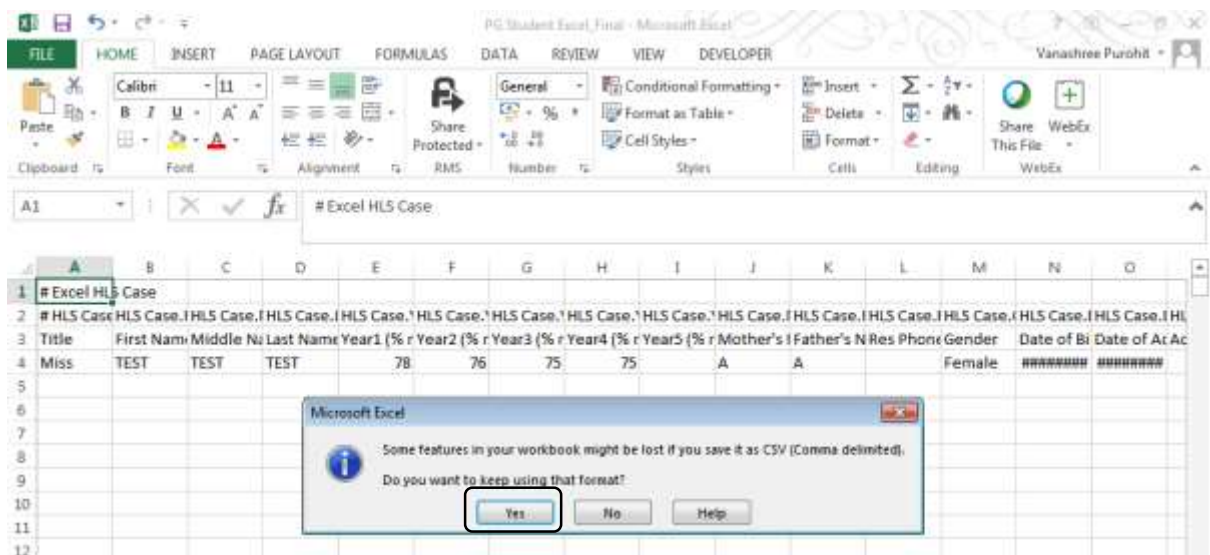 PG Student Excel_Final - Microsoft Excel
FILE HOME INSERT PAGE LAYOUT FORMULAS DATA REVIEW VIEW DEVELOPER Vanashree Purohit
Calibri 11 General Conditional Formatting Insert
Paste B I U A A Share Protected % Format as Table Delete Share This File WebEx
Cell Styles Format
Clipboard Font Alignment RMS Number Styles Cells Editing WebEx
A1 fx # Excel HLS Case
A B C D E F G H I J K L M N O
1 # Excel HLS Case
2 # HLS Case HLS Case. HLS Case. HLS Case. HLS Case. HLS Case. HLS Case. HLS Case. HLS Case. HLS Case. HLS Case. HLS Case. HLS Case. HLS Case. HLS Case. HL
3 Title First Name Middle Na Last Name Year1 (% r Year2 (% r Year3 (% r Year4 (% r Year5 (% r Mother's Father's N Res Phone Gender Date of Bi Date of Ac Ac
4 Miss TEST TEST TEST 78 76 75 75 A A Female ######## ########
5
6
7
8
9
10
11
12
Microsoft Excel
Some features in your workbook might be lost if you save it as CSV (Comma delimited).
Do you want to keep using that format?
Yes No Help